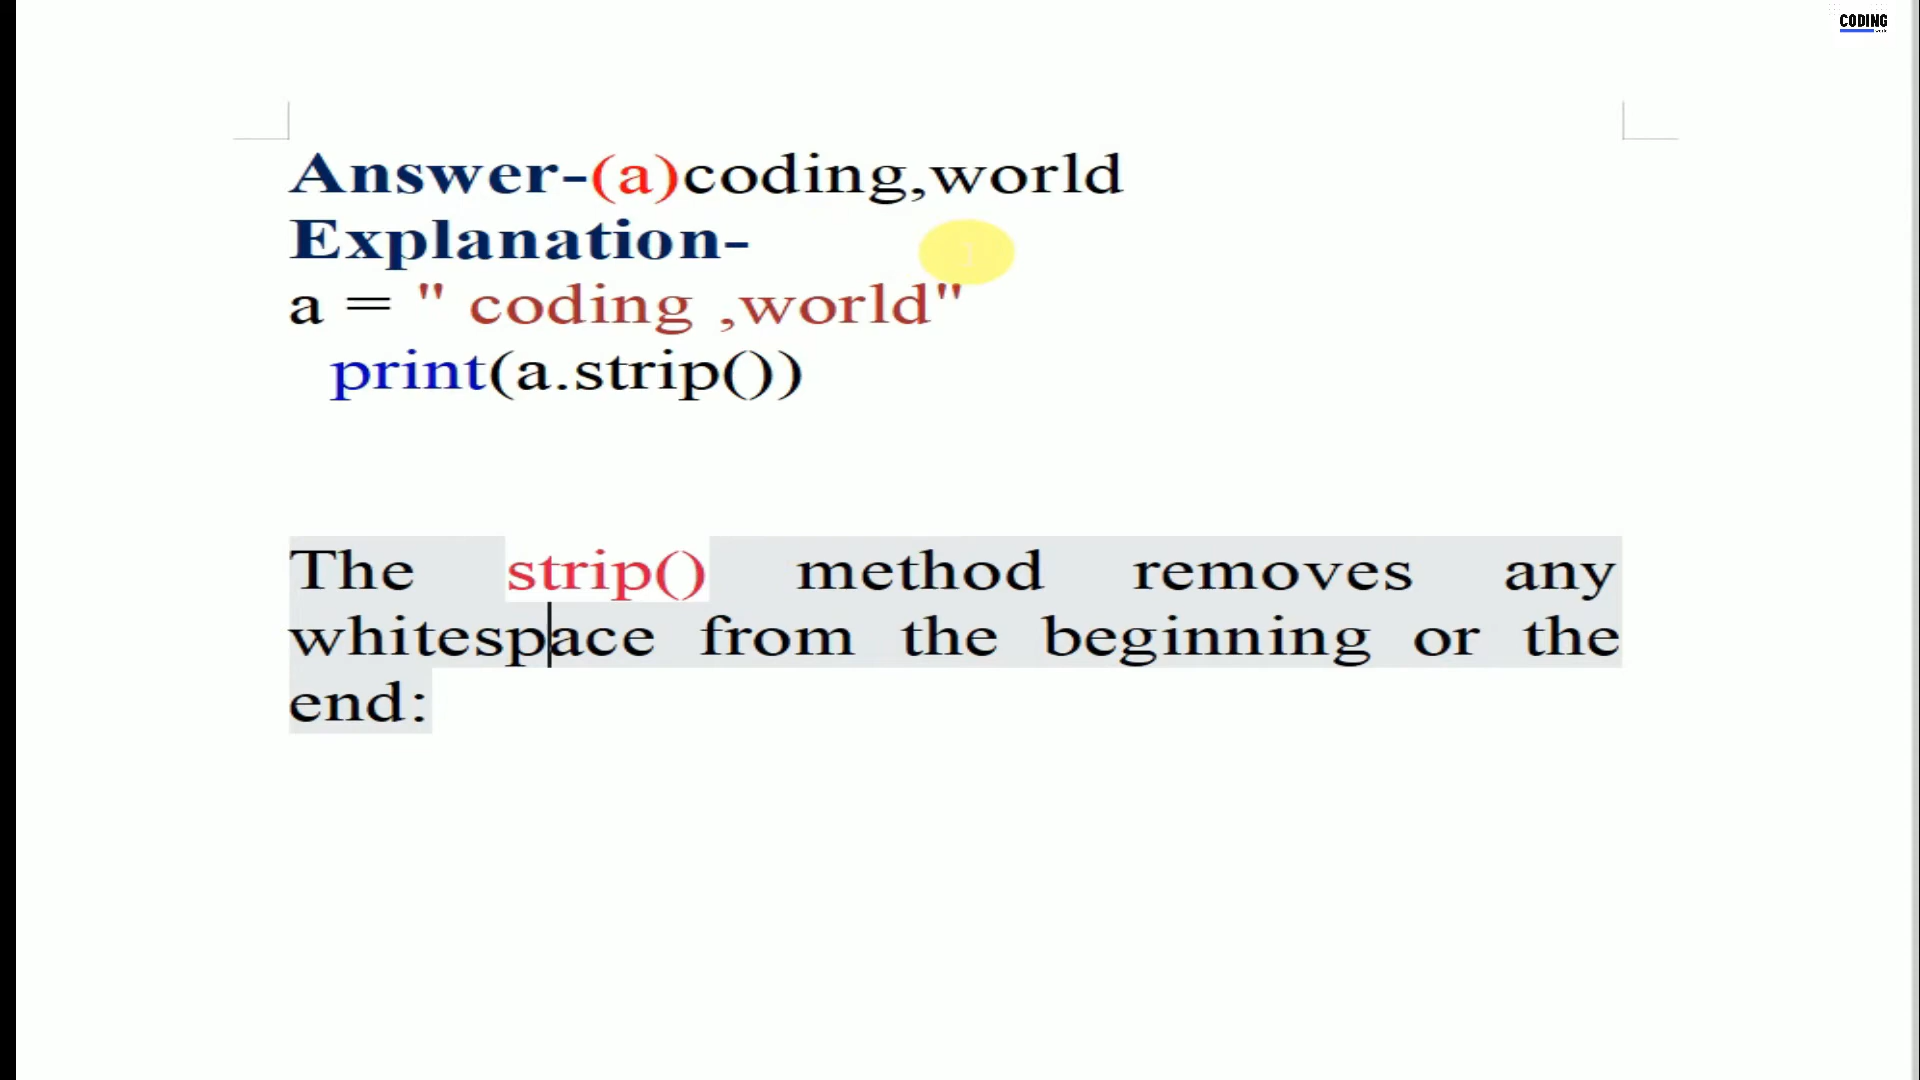 CODING
Answer-(a)coding,world
Explanation-
a = " coding ,world"
print(a.strip())
The strip() method removes any
whitespace from the beginning or the
end: